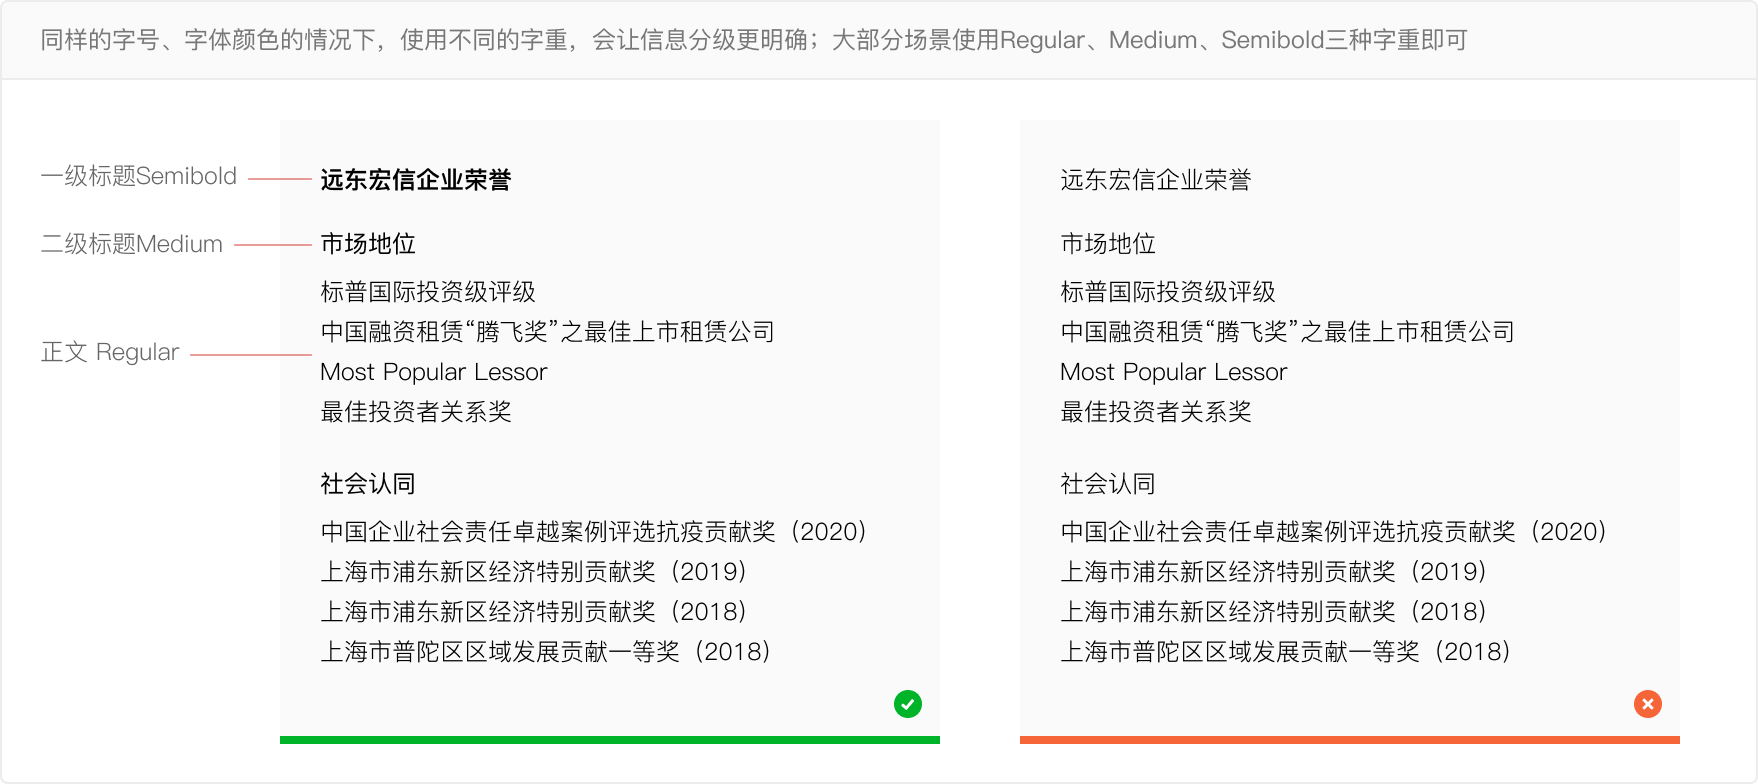 同样的字号、字体颜色的情况下，使用不同的字重，会让信息分级更明确；大部分场景使用Regular、Medium、Semibold三种字重即可
一级标题Semibold
二级标题Medium
正文 Regular
远东宏信企业荣誉
市场地位
标普国际投资级评级
中国融资租赁“腾飞奖”之最佳上市租赁公司
Most Popular Lessor
最佳投资者关系奖
社会认同
中国企业社会责任卓越案例评选抗疫贡献奖（2020）
上海市浦东新区经济特别贡献奖（2019）
上海市浦东新区经济特别贡献奖（2018）
上海市普陀区区域发展贡献一等奖（2018）
远东宏信企业荣誉
市场地位
标普国际投资级评级
中国融资租赁“腾飞奖”之最佳上市租赁公司
Most Popular Lessor
最佳投资者关系奖
社会认同
中国企业社会责任卓越案例评选抗疫贡献奖（2020）
上海市浦东新区经济特别贡献奖（2019）
上海市浦东新区经济特别贡献奖（2018）
上海市普陀区区域发展贡献一等奖（2018）